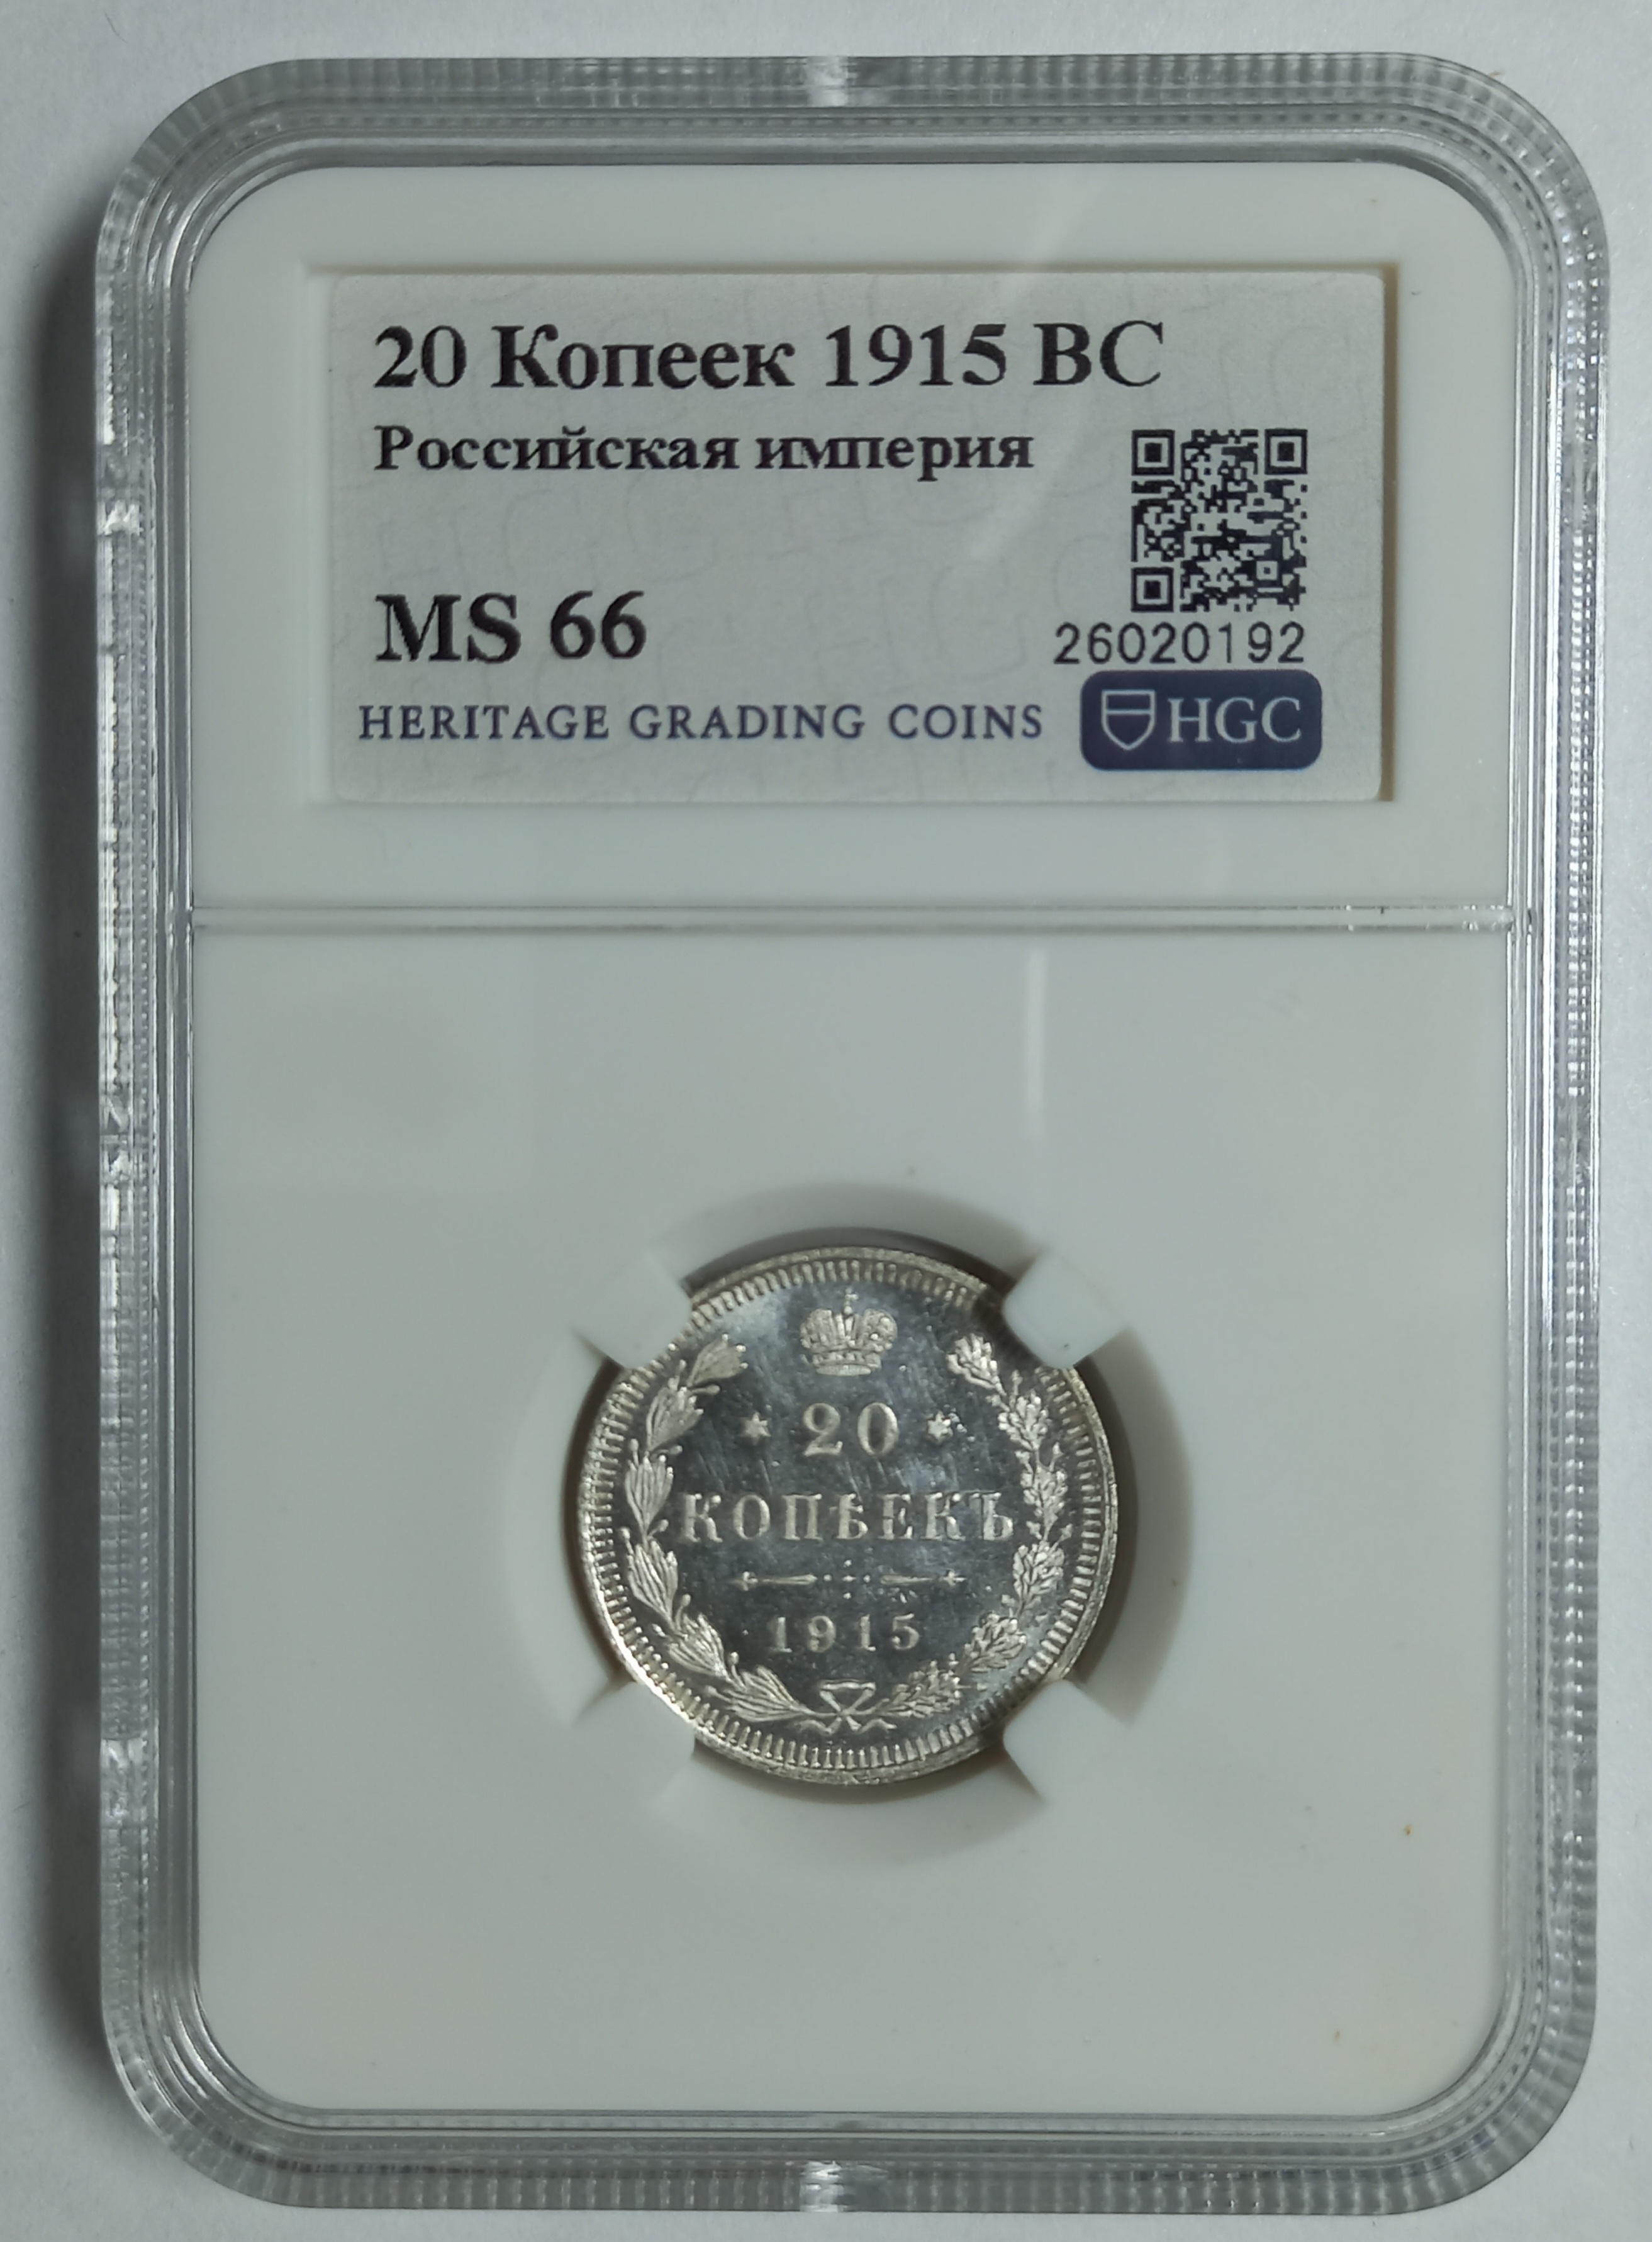 20 Копеек 1915 ВС
Российская империя
MS 66
26020192
HERITAGE GRADING COINS
HGC
20
КОПѢЕКЪ
1915